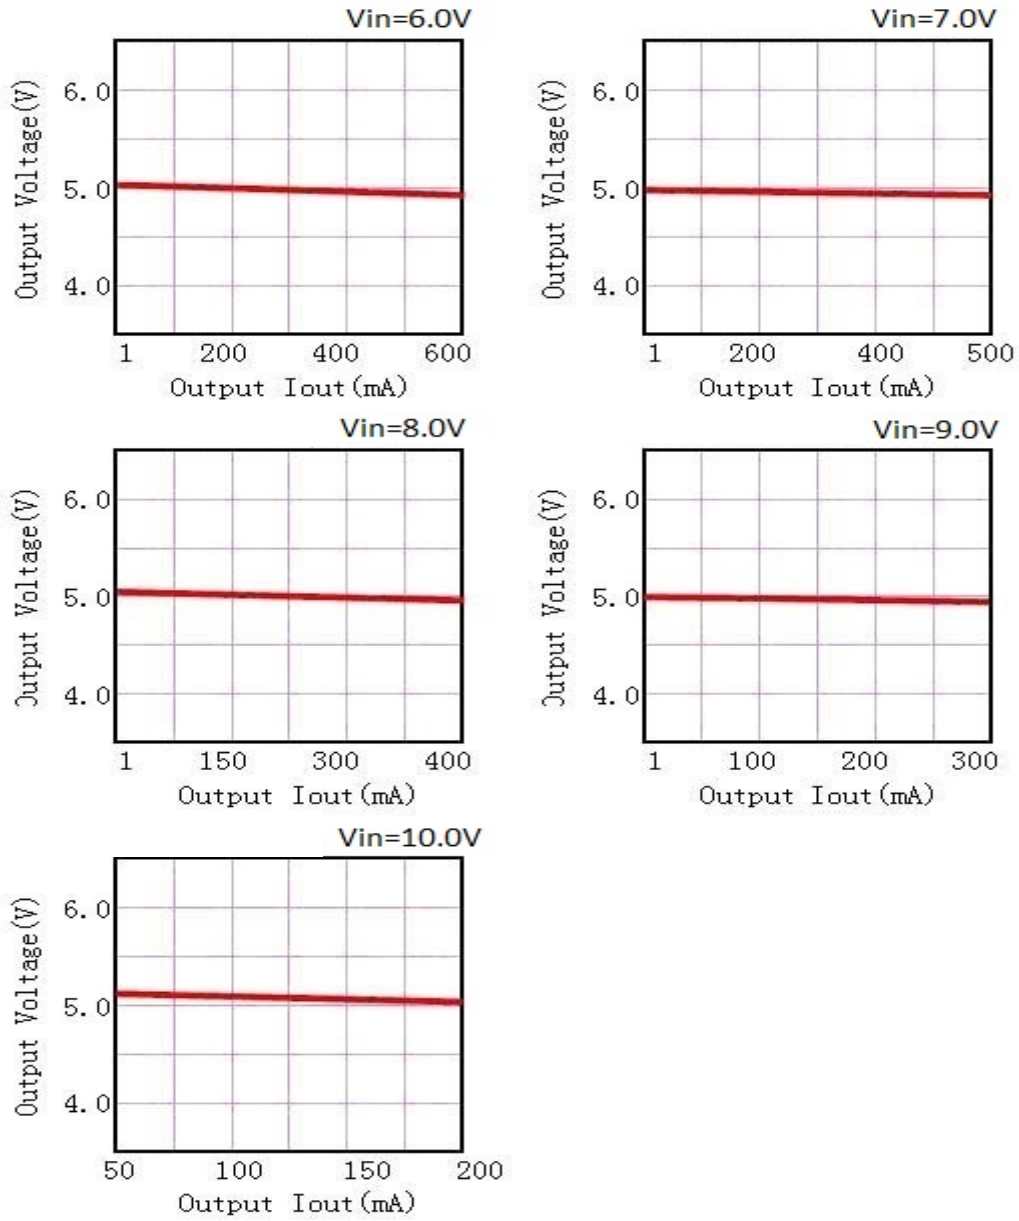 Vin=6.0V
Output Voltage(V)
6.0
5.0
4.0
1 200 400 600
Output Iout(mA)
Vin=7.0V
Output Voltage(V)
6.0
5.0
4.0
1 200 400 500
Output Iout(mA)
Vin=8.0V
Output Voltage(V)
6.0
5.0
4.0
1 150 300 400
Output Iout(mA)
Vin=9.0V
Output Voltage(V)
6.0
5.0
4.0
1 100 200 300
Output Iout(mA)
Vin=10.0V
Output Voltage(V)
6.0
5.0
4.0
50 100 150 200
Output Iout(mA)